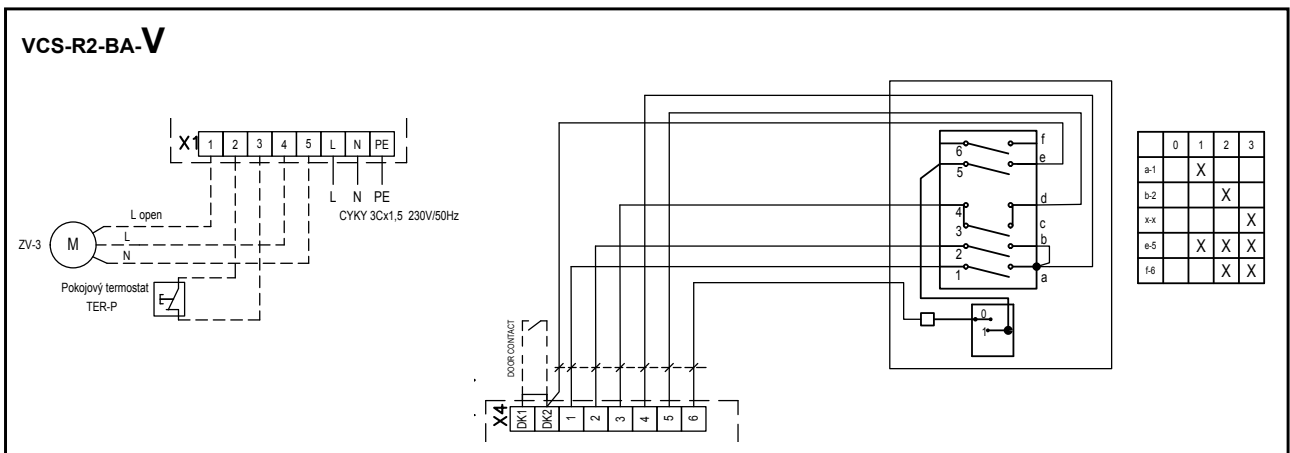 VCS-R2-BA-V
X1 1 2 3 4 5 L N PE
L N PE
CYKY 3Cx1,5 230V/50Hz
L open
L
N
ZV-3 M
Pokojový termostat
TER-P
DOOR CONTACT
X4 DK1 DK2 1 2 3 4 5 6
f
6
e
5
d
4
c
3
b
2
a
1
0
1
0 1 2 3
a-1 X
b-2 X
x-x X
e-5 X X X
f-6 X X